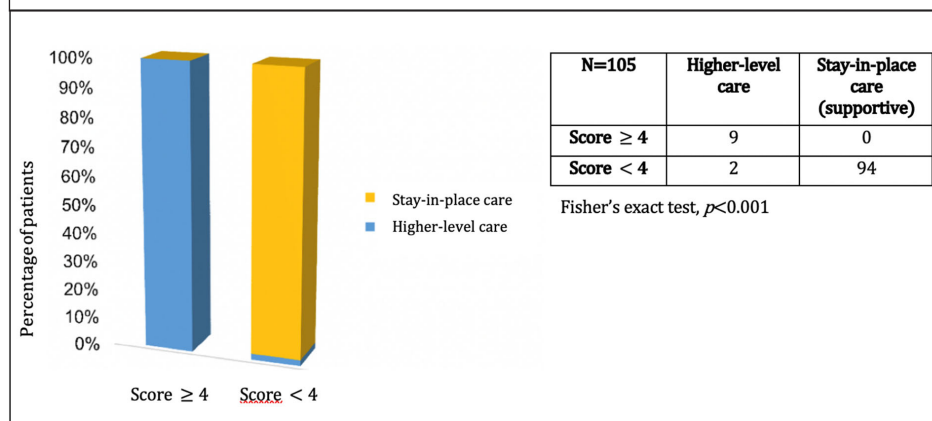 100%
90%
80%
70%
60%
50%
40%
30%
20%
10%
0%
Percentage of patients
Score ≥ 4
Score < 4
Stay-in-place care
Higher-level care
N=105 Higher-level care Stay-in-place care (supportive)
Score ≥ 4 9 0
Score < 4 2 94
Fisher's exact test, p<0.001